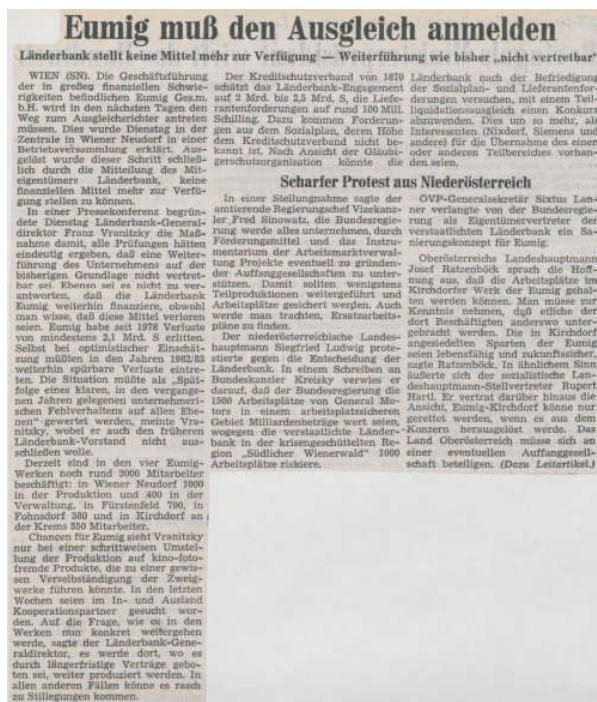 Eumig muß den Ausgleich anmelden
Länderbank stellt keine Mittel mehr zur Verfügung — Weiterführung wie bisher „nicht vertretbar“
WIEN (SN). Die Geschäftsführung
der in großen finanziellen Schwie-
rigkeiten befindlichen Eumig Ges.m.
b.H. wird in den nächsten Tagen den
Weg zum Ausgleichsrichter antreten
müssen. Dies wurde Dienstag in der
Zentrale in Wiener Neudorf in einer
Betriebsversammlung erklärt. Aus-
gelöst wurde dieser Schritt schließ-
lich durch die Mitteilung des Mit-
eigentümers Länderbank, keine
finanziellen Mittel mehr zur Verfü-
gung stellen zu können.
In einer Pressekonferenz begrün-
dete Dienstag Länderbank-General-
direktor Franz Vranitzky die Maß-
nahme damit, alle Prüfungen hätten
eindeutig ergeben, daß eine Weiter-
führung des Unternehmens auf der
bisherigen Grundlage nicht vertret-
bar sei. Ebenso sei es nicht zu ver-
antworten, daß die Länderbank
Eumig weiterhin finanziere, obwohl
man wisse, daß diese Mittel verloren
seien. Eumig habe seit 1978 Verluste
von mindestens 2,1 Mrd. S erlitten.
Selbst bei optimistischer Einschät-
zung müßten in den Jahren 1982/83
weiterhin spürbare Verluste eintre-
ten. Die Situation müßte als „Spät-
folge eines klaren, in den vergange-
nen Jahren gelegenen unternehmeri-
schen Fehlverhaltens auf allen Ebe-
nen“ gewertet werden, meinte Vra-
nitzky, wobei er auch den früheren
Länderbank-Vorstand nicht aus-
schließen wolle.
Derzeit sind in den vier Eumig-
Werken noch rund 3000 Mitarbeiter
beschäftigt: in Wiener Neudorf 1000
in der Produktion und 400 in der
Verwaltung, in Fürstenfeld 700, in
Fohnsdorf 380 und in Kirchdorf an
der Krems 550 Mitarbeiter.
Chancen für Eumig sieht Vranitzky
nur bei einer schrittweisen Umstel-
lung der Produktion auf kino-foto-
fremde Produkte, die zu einer gewis-
sen Verselbständigung der Zweig-
werke führen könnte. In den letzten
Wochen seien im In- und Ausland
Kooperationspartner gesucht wor-
den. Auf die Frage, wie es in den
Werken nun konkret weitergehen
werde, sagte der Länderbank-Gene-
raldirektor, es werde dort, wo es
durch längerfristige Verträge gebo-
ten sei, weiter produziert werden. In
allen anderen Fällen könne es rasch
zu Stillegungen kommen.
Der Kreditschutzverband von 1870
schätzt das Länderbank-Engagement
auf 2 Mrd. bis 2,5 Mrd. S, die Liefe-
rantenforderungen auf rund 100 Mill.
Schilling. Dazu kommen Forderun-
gen aus dem Sozialplan, deren Höhe
dem Kreditschutzverband nicht be-
kannt ist. Nach Ansicht der Gläubi-
gerschutzorganisation könnte die
Länderbank nach der Befriedigung
der Sozialplan- und Lieferantenfor-
derungen versuchen, mit einem Teil-
liquidationsausgleich einen Konkurs
abzuwenden. Dies um so mehr, als
Interessenten (Nixdorf, Siemens und
andere) für die Übernahme des einen
oder anderen Teilbereiches vorhan-
den seien.
Scharfer Protest aus Niederösterreich
In einer Stellungnahme sagte der
amtierende Regierungschef Vizekanz-
ler Fred Sinowatz, die Bundesregie-
rung werde alles unternehmen, durch
Förderungsmittel und das Instru-
mentarium der Arbeitsmarktverwal-
tung Projekte eventuell zu gründen-
der Auffanggesellschaften zu unter-
stützen. Damit sollten wenigstens
Teilproduktionen weitergeführt und
Arbeitsplätze gesichert werden. Auch
werde man trachten, Ersatzarbeits-
pläne zu finden.
Der niederösterreichische Landes-
hauptmann Siegfried Ludwig prote-
stierte gegen die Entscheidung der
Länderbank. In einem Schreiben an
Bundeskanzler Kreisky verwies er
darauf, daß der Bundesregierung die
1500 Arbeitsplätze von General Mo-
tors in einem arbeitsplatzsicheren
Gebiet Milliardenbeträge wert seien,
wogegen die verstaatlichte Länder-
bank in der krisengeschüttelten Re-
gion „Südlicher Wienerwald“ 1000
Arbeitsplätze riskiere.
ÖVP-Generalsekretär Sixtus Lan-
ner verlangte von der Bundesregie-
rung als Eigentümervertreter der
verstaatlichten Länderbank ein Sa-
nierungskonzept für Eumig.
Oberösterreichs Landeshauptmann
Josef Ratzenböck sprach die Hoff-
nung aus, daß die Arbeitsplätze im
Kirchdorfer Werk der Eumig gehal-
ten werden können. Man müsse zur
Kenntnis nehmen, daß etliche der
dort Beschäftigten anderswo unter-
gebracht werden. Die in Kirchdorf
angesiedelten Sparten der Eumig
seien lebensfähig und zukunftssicher,
sagte Ratzenböck. In ähnlichem Sinn
äußerte sich der sozialistische Lan-
deshauptmann-Stellvertreter Rupert
Hartl. Er vertrat darüber hinaus die
Ansicht, Eumig-Kirchdorf könne nur
gerettet werden, wenn es aus dem
Konzern herausgelöst werde. Das
Land Oberösterreich müsse sich an
einer eventuellen Auffanggesell-
schaft beteiligen. (Dazu Leitartikel.)